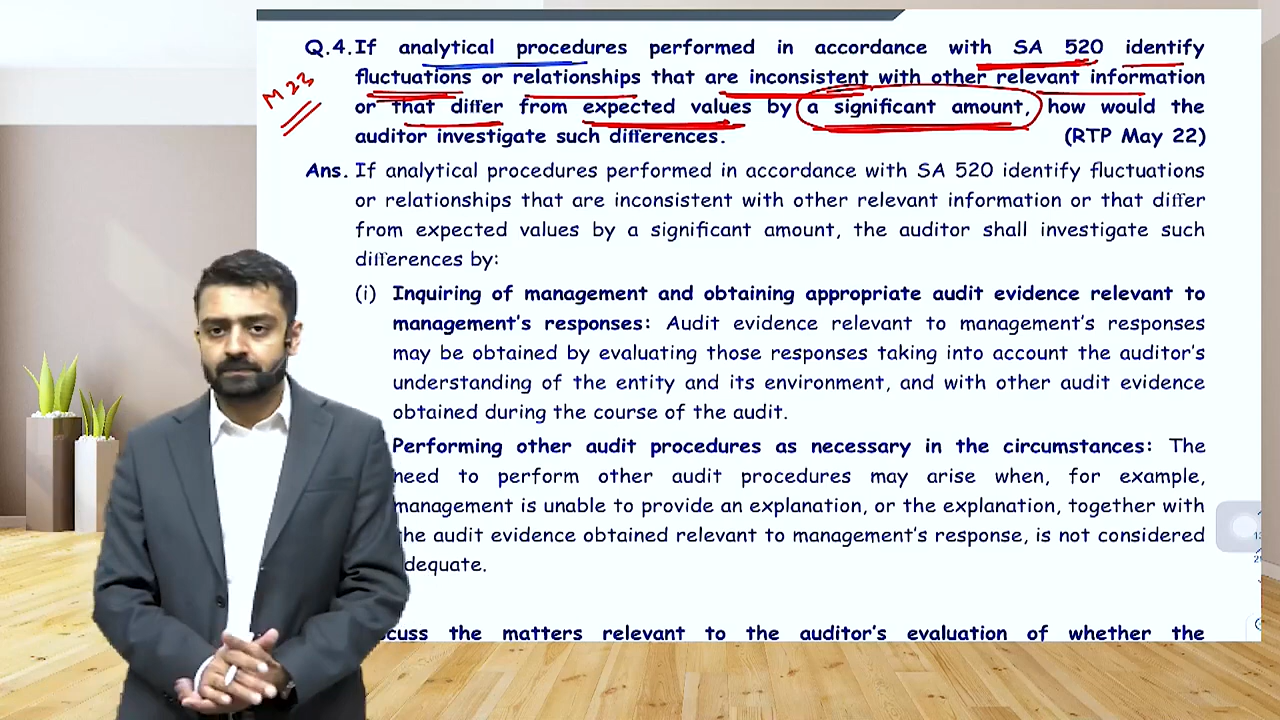 Q.4. If analytical procedures performed in accordance with SA 520 identify
M 23
fluctuations or relationships that are inconsistent with other relevant information
or that differ from expected values by a significant amount, how would the
auditor investigate such differences. (RTP May 22)
Ans. If analytical procedures performed in accordance with SA 520 identify fluctuations
or relationships that are inconsistent with other relevant information or that differ
from expected values by a significant amount, the auditor shall investigate such
differences by:
(i) Inquiring of management and obtaining appropriate audit evidence relevant to
management's responses: Audit evidence relevant to management's responses
may be obtained by evaluating those responses taking into account the auditor's
understanding of the entity and its environment, and with other audit evidence
obtained during the course of the audit.
Performing other audit procedures as necessary in the circumstances: The
need to perform other audit procedures may arise when, for example,
management is unable to provide an explanation, or the explanation, together with
the audit evidence obtained relevant to management's response, is not considered
dequate.
cuss the matters relevant to the auditor's evaluation of whether the